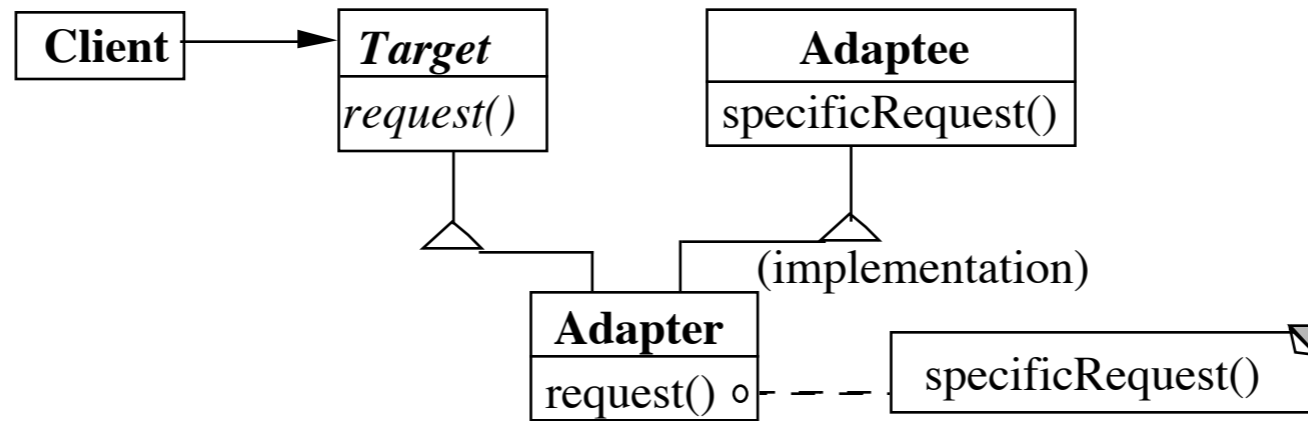 Client
Target
request()
Adaptee
specificRequest()
(implementation)
Adapter
request()
specificRequest()